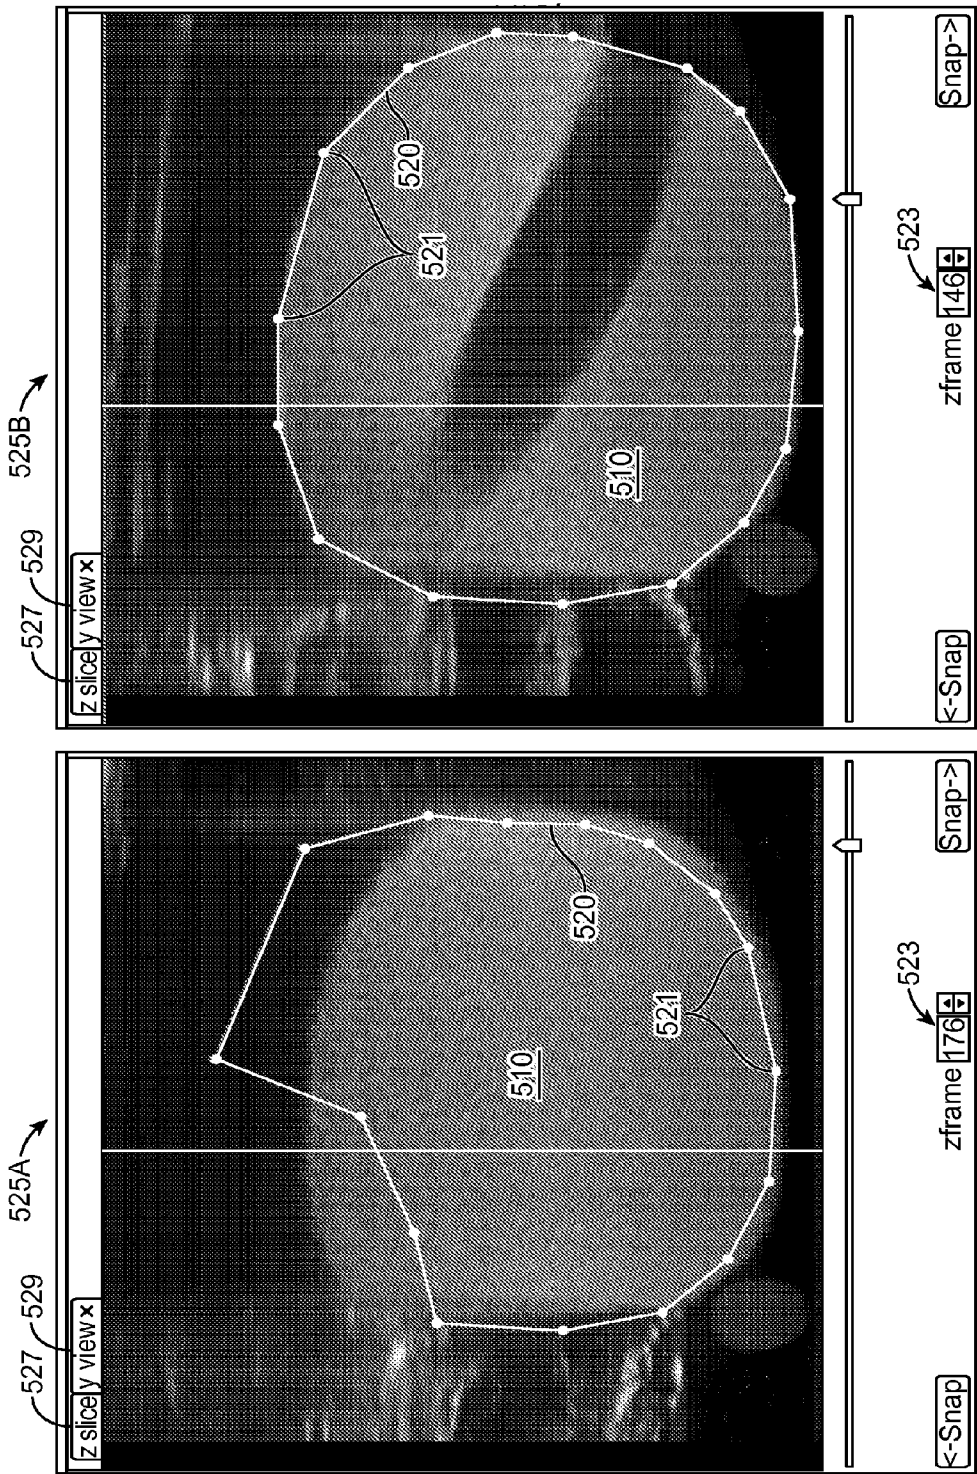 525A
527
529
z slice y view ×
520
521
510
523
<-Snap
zframe 176
Snap->
525B
527
529
z slice y view ×
520
521
510
523
<-Snap
zframe 146
Snap->